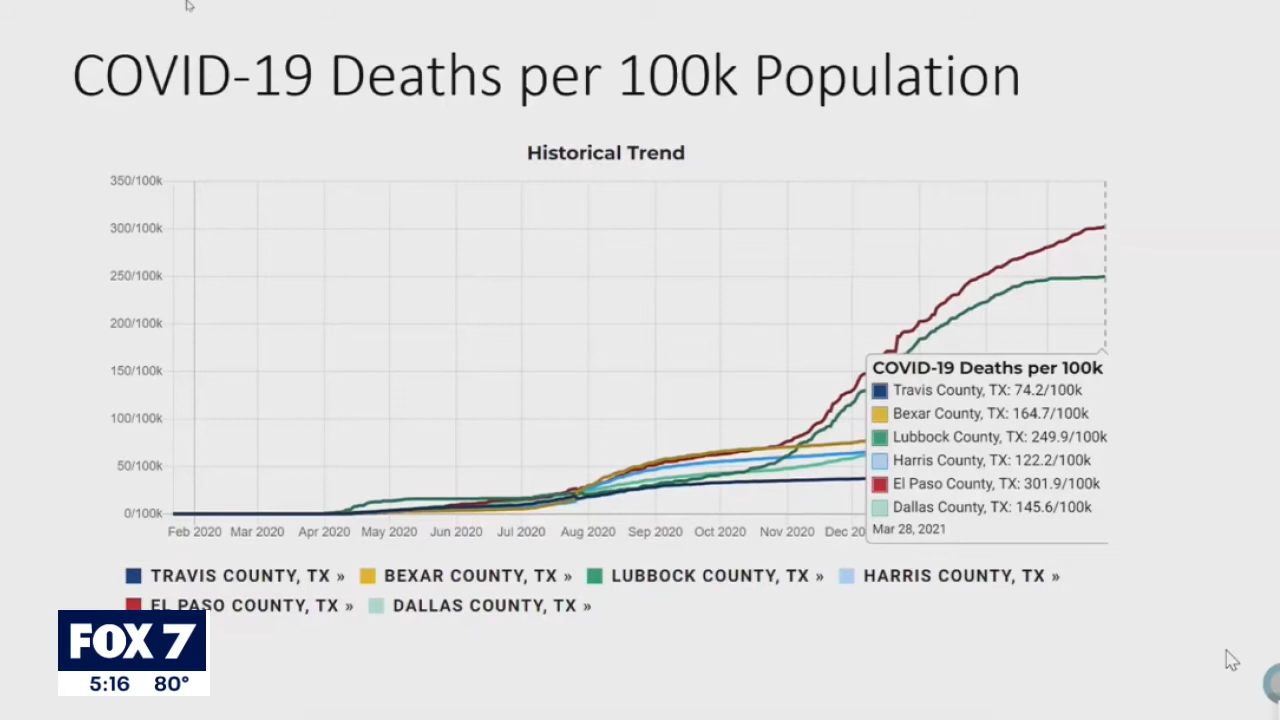 COVID-19 Deaths per 100k Population
Historical Trend
350/100k
300/100k
250/100k
200/100k
150/100k
100/100k
50/100k
0/100k
Feb 2020 Mar 2020 Apr 2020 May 2020 Jun 2020 Jul 2020 Aug 2020 Sep 2020 Oct 2020 Nov 2020 Dec 20
COVID-19 Deaths per 100k
Travis County, TX: 74.2/100k
Bexar County, TX: 164.7/100k
Lubbock County, TX: 249.9/100k
Harris County, TX: 122.2/100k
El Paso County, TX: 301.9/100k
Dallas County, TX: 145.6/100k
Mar 28, 2021
TRAVIS COUNTY, TX » BEXAR COUNTY, TX » LUBBOCK COUNTY, TX » HARRIS COUNTY, TX »
EL PASO COUNTY, TX » DALLAS COUNTY, TX »
FOX 7
5:16 80°